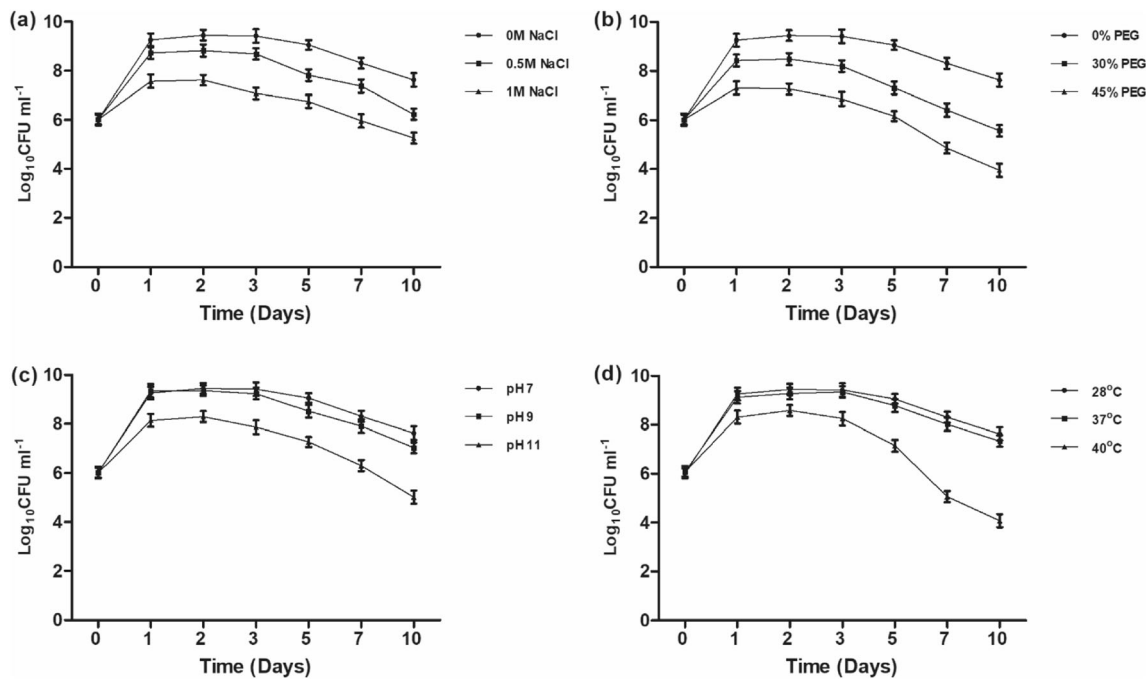 (a)
10
8
6
4
2
0
Log10CFU ml-1
0 1 2 3 5 7 10
Time (Days)
0M NaCl
0.5M NaCl
1M NaCl
(b)
10
8
6
4
2
0
Log10CFU ml-1
0 1 2 3 5 7 10
Time (Days)
0% PEG
30% PEG
45% PEG
(c)
10
8
6
4
2
0
Log10CFU ml-1
0 1 2 3 5 7 10
Time (Days)
pH7
pH9
pH11
(d)
10
8
6
4
2
0
Log10CFU ml-1
0 1 2 3 5 7 10
Time (Days)
28°C
37°C
40°C